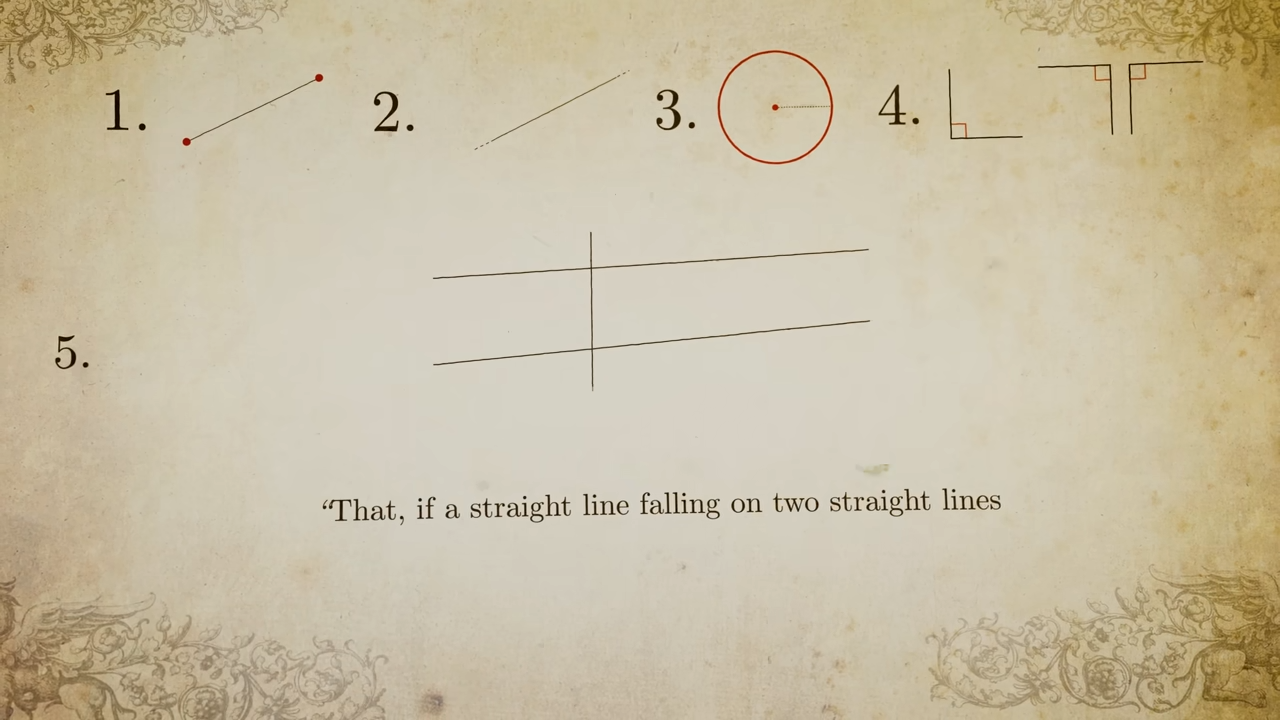 1. 2. 3. 4.
5.
‘That, if a straight line falling on two straight lines